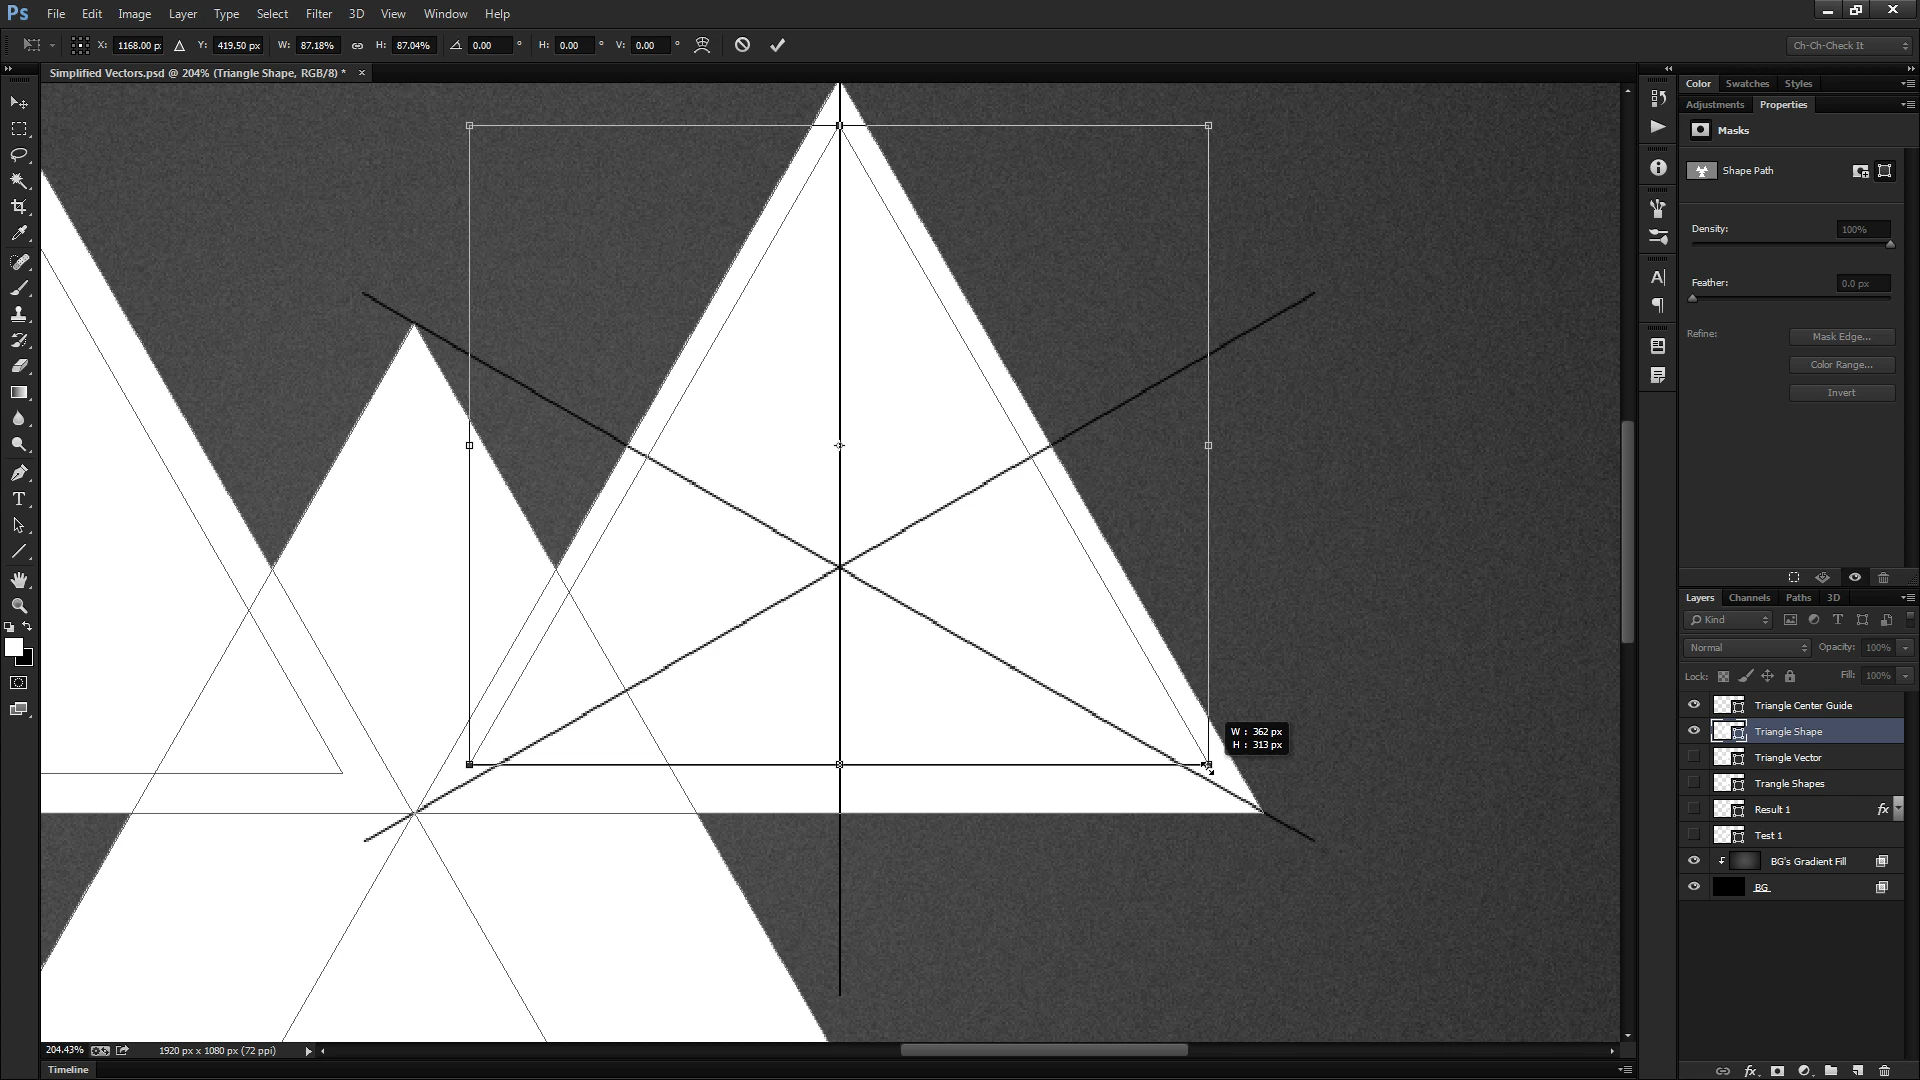 Ps File Edit Image Layer Type Select Filter 3D View Window Help
X: 1168.00 p: Y: 419.50 px W: 87.18% H: 87.04% 0.00 ° H: 0.00 ° V: 0.00 ° Ch-Ch-Check It
Simplified Vectors.psd @ 204% (Triangle Shape, RGB/8) * ×
Color Swatches Styles
Adjustments Properties
Masks
Shape Path
Density: 100%
Feather: 0.0 px
Refine: Mask Edge...
Color Range...
Invert
W : 362 px
H : 313 px
Layers Channels Paths 3D
Kind
Normal Opacity: 100%
Lock: Fill: 100%
Triangle Center Guide
Triangle Shape
Triangle Vector
Trangle Shapes
Result 1 fx
Test 1
BG's Gradient Fill
BG
204.43% 1920 px x 1080 px (72 ppi)
Timeline
fx